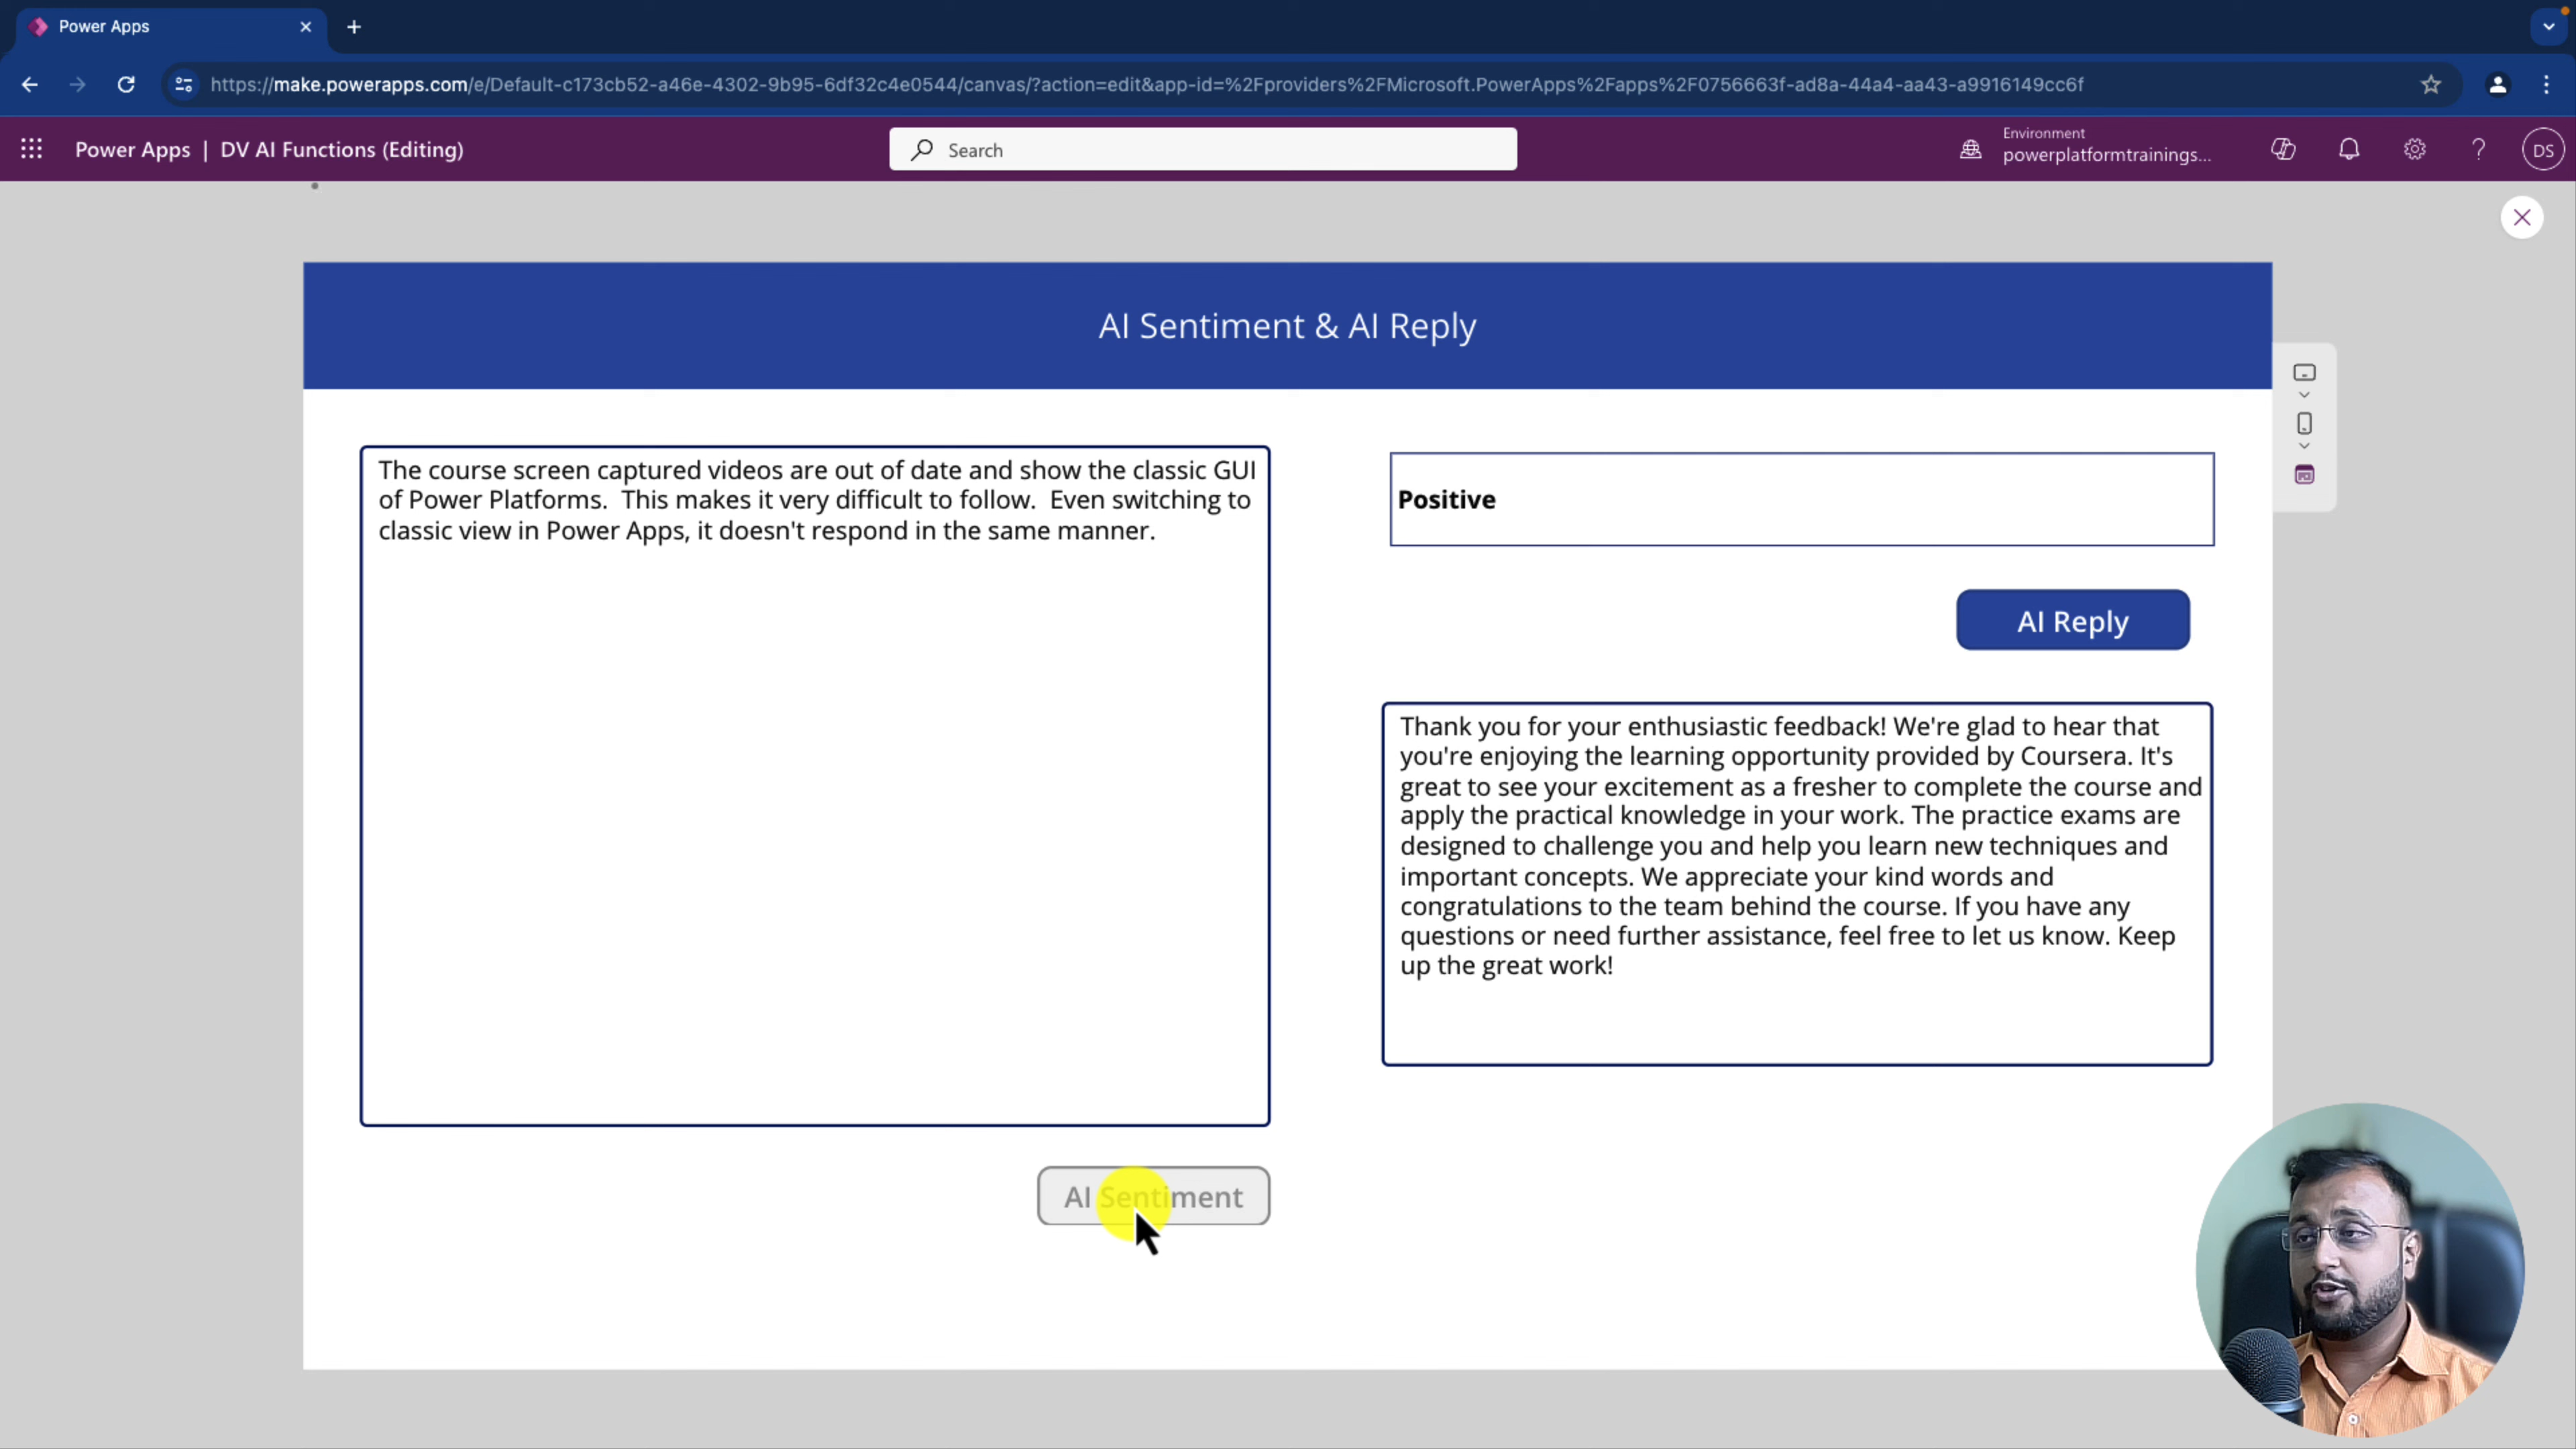 Power Apps
https://make.powerapps.com/e/Default-c173cb52-a46e-4302-9b95-6df32c4e0544/canvas/?action=edit&app-id=%2Fproviders%2FMicrosoft.PowerApps%2Fapps%2F0756663f-ad8a-44a4-aa43-a9916149cc6f
Power Apps | DV AI Functions (Editing)
Search
Environment
powerplatformtrainings...
DS
AI Sentiment & AI Reply
The course screen captured videos are out of date and show the classic GUI
of Power Platforms.  This makes it very difficult to follow.  Even switching to
classic view in Power Apps, it doesn't respond in the same manner.
AI Sentiment
Positive
AI Reply
Thank you for your enthusiastic feedback! We're glad to hear that
you're enjoying the learning opportunity provided by Coursera. It's
great to see your excitement as a fresher to complete the course and
apply the practical knowledge in your work. The practice exams are
designed to challenge you and help you learn new techniques and
important concepts. We appreciate your kind words and
congratulations to the team behind the course. If you have any
questions or need further assistance, feel free to let us know. Keep
up the great work!